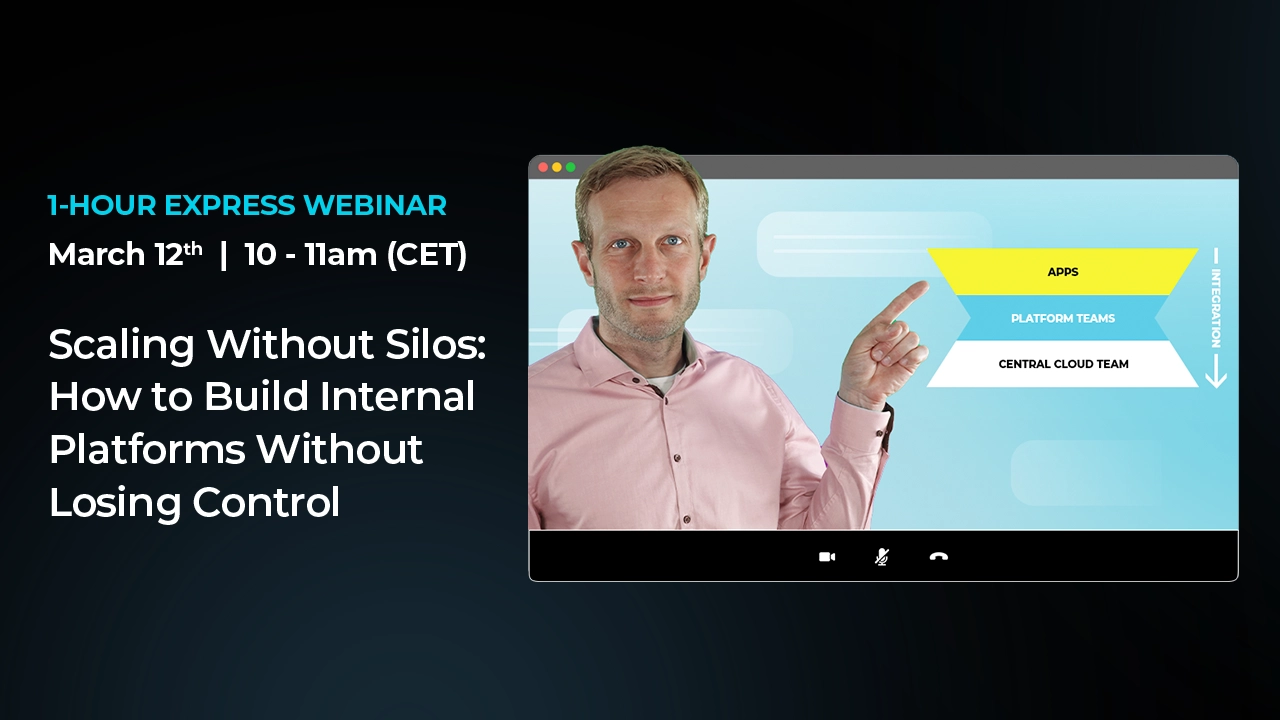 1-HOUR EXPRESS WEBINAR
March 12th | 10 - 11am (CET)
Scaling Without Silos:
How to Build Internal
Platforms Without
Losing Control
APPS
PLATFORM TEAMS
CENTRAL CLOUD TEAM
INTEGRATION